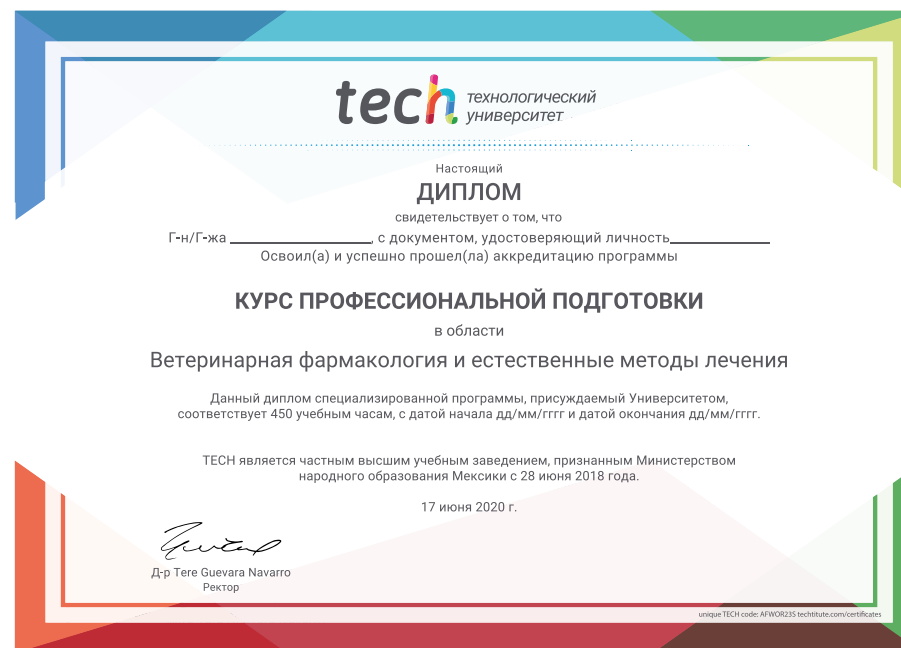 tech технологический
университет
Настоящий
ДИПЛОМ
свидетельствует о том, что
Г-н/Г-жа ____________, с документом, удостоверяющий личность____________
Освоил(а) и успешно прошел(ла) аккредитацию программы
КУРС ПРОФЕССИОНАЛЬНОЙ ПОДГОТОВКИ
в области
Ветеринарная фармакология и естественные методы лечения
Данный диплом специализированной программы, присуждаемый Университетом,
соответствует 450 учебным часам, с датой начала дд/мм/гггг и датой окончания дд/мм/гггг.
TECH является частным высшим учебным заведением, признанным Министерством
народного образования Мексики с 28 июня 2018 года.
17 июня 2020 г.
Д-р Tere Guevara Navarro
Ректор
unique TECH code: AFWOR23S techtitute.com/certificates